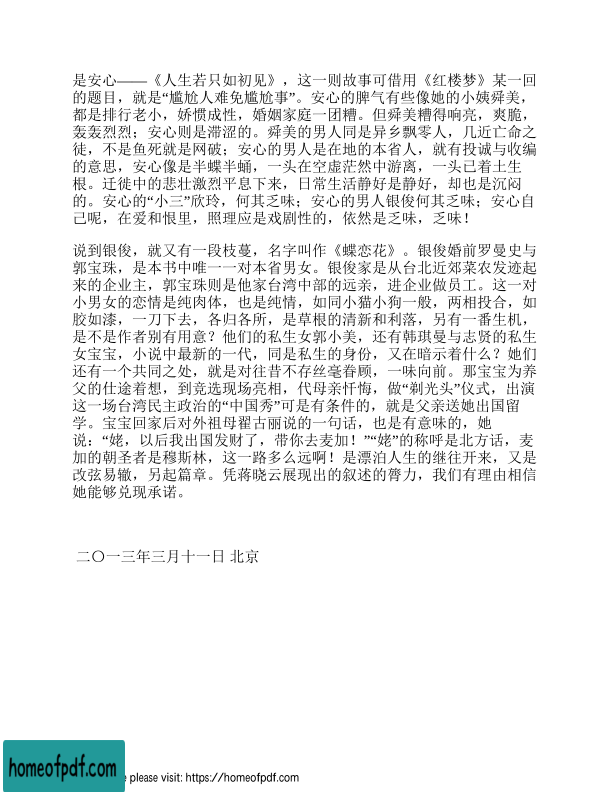 是安心——《人生若只如初见》，这一则故事可借用《红楼梦》某一回
的题目，就是“尴尬人难免尴尬事”。安心的脾气有些像她的小姨舜美，
都是排行老小，娇惯成性，婚姻家庭一团糟。但舜美糟得响亮，爽脆，
轰轰烈烈；安心则是滞涩的。舜美的男人同是异乡飘零人，几近亡命之
徒，不是鱼死就是网破；安心的男人是在地的本省人，就有投诚与收编
的意思，安心像是半蝶半蛹，一头在空虚茫然中游离，一头已着土生
根。迁徙中的悲壮激烈平息下来，日常生活静好是静好，却也是沉闷
的。安心的“小三”欣玲，何其乏味；安心的男人银俊何其乏味；安心自
己呢，在爱和恨里，照理应是戏剧性的，依然是乏味，乏味！
说到银俊，就又有一段枝蔓，名字叫作《蝶恋花》。银俊婚前罗曼史与
郭宝珠，是本书中唯一一对本省男女。银俊家是从台北近郊菜农发迹起
来的企业主，郭宝珠则是他家台湾中部的远亲，进企业做员工。这一对
小男女的恋情是纯肉体，也是纯情，如同小猫小狗一般，两相投合，如
胶如漆，一刀下去，各归各所，是草根的清新和利落，另有一番生机，
是不是作者别有用意？他们的私生女郭小美，还有韩琪曼与志贤的私生
女宝宝，小说中最新的一代，同是私生的身份，又在暗示着什么？她们
还有一个共同之处，就是对往昔不存丝毫眷顾，一味向前。那宝宝为养
父的仕途着想，到竞选现场亮相，代母亲忏悔，做“剃光头”仪式，出演
这一场台湾民主政治的“中国秀”可是有条件的，就是父亲送她出国留
学。宝宝回家后对外祖母翟古丽说的一句话，也是有意味的，她
说：“姥，以后我出国发财了，带你去麦加！”“姥”的称呼是北方话，麦
加的朝圣者是穆斯林，这一路多么远啊！是漂泊人生的继往开来，又是
改弦易辙，另起篇章。凭蒋晓云展现出的叙述的膂力，我们有理由相信
她能够兑现承诺。
二〇一三年三月十一日 北京
homeofpdf.com
e please visit: https://homeofpdf.com